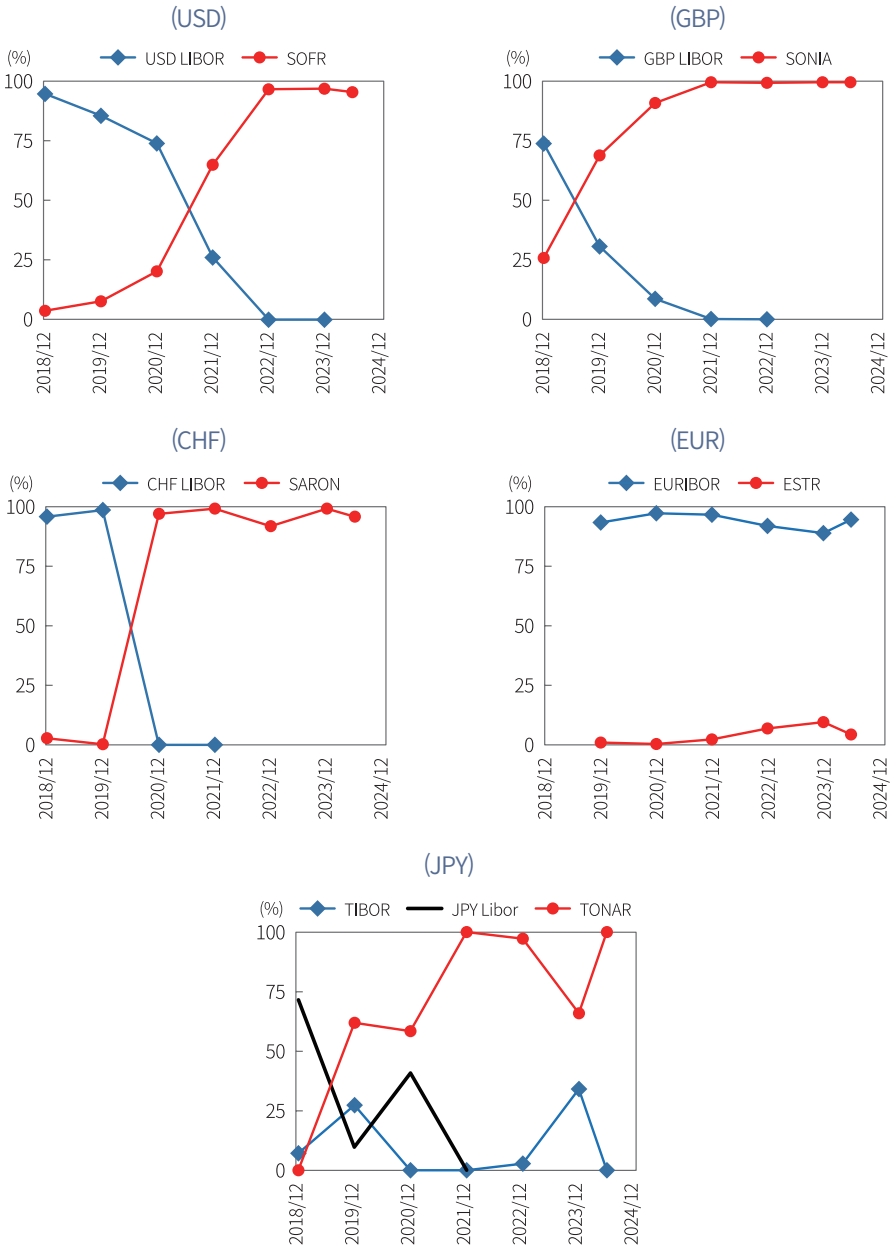 (USD)
(%) USD LIBOR SOFR
100
75
50
25
0
2018/12 2019/12 2020/12 2021/12 2022/12 2023/12 2024/12
(GBP)
(%) GBP LIBOR SONIA
100
75
50
25
0
2018/12 2019/12 2020/12 2021/12 2022/12 2023/12 2024/12
(CHF)
(%) CHF LIBOR SARON
100
75
50
25
0
2018/12 2019/12 2020/12 2021/12 2022/12 2023/12 2024/12
(EUR)
(%) EURIBOR ESTR
100
75
50
25
0
2018/12 2019/12 2020/12 2021/12 2022/12 2023/12 2024/12
(JPY)
(%) TIBOR JPY Libor TONAR
100
75
50
25
0
2018/12 2019/12 2020/12 2021/12 2022/12 2023/12 2024/12